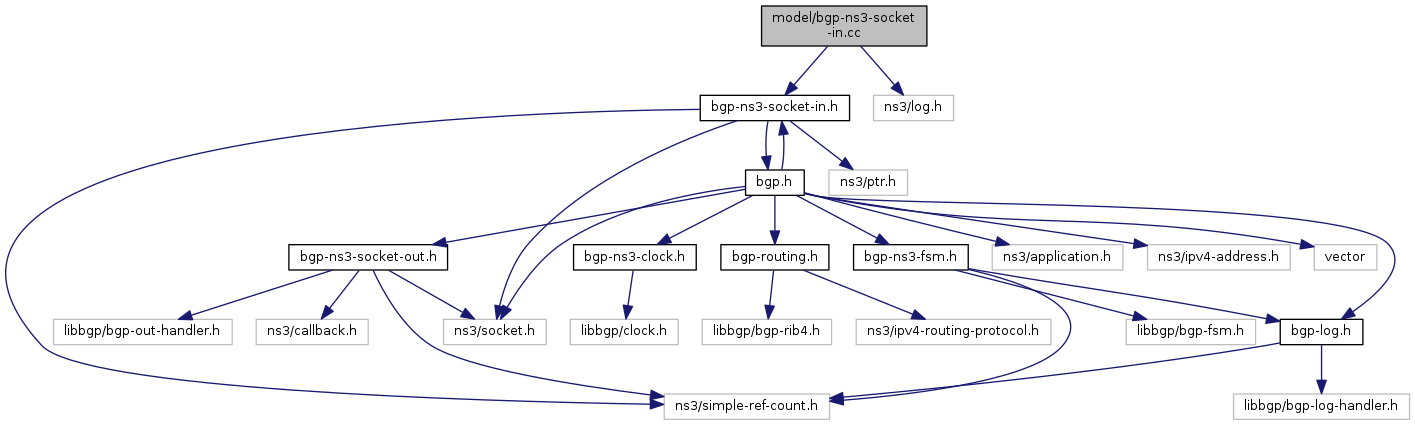 model/bgp-ns3-socket
-in.cc
bgp-ns3-socket-in.h
ns3/log.h
bgp.h
ns3/ptr.h
bgp-ns3-socket-out.h
bgp-ns3-clock.h
bgp-routing.h
bgp-ns3-fsm.h
ns3/application.h
ns3/ipv4-address.h
vector
libbgp/bgp-out-handler.h
ns3/callback.h
ns3/socket.h
libbgp/clock.h
libbgp/bgp-rib4.h
ns3/ipv4-routing-protocol.h
libbgp/bgp-fsm.h
bgp-log.h
ns3/simple-ref-count.h
libbgp/bgp-log-handler.h